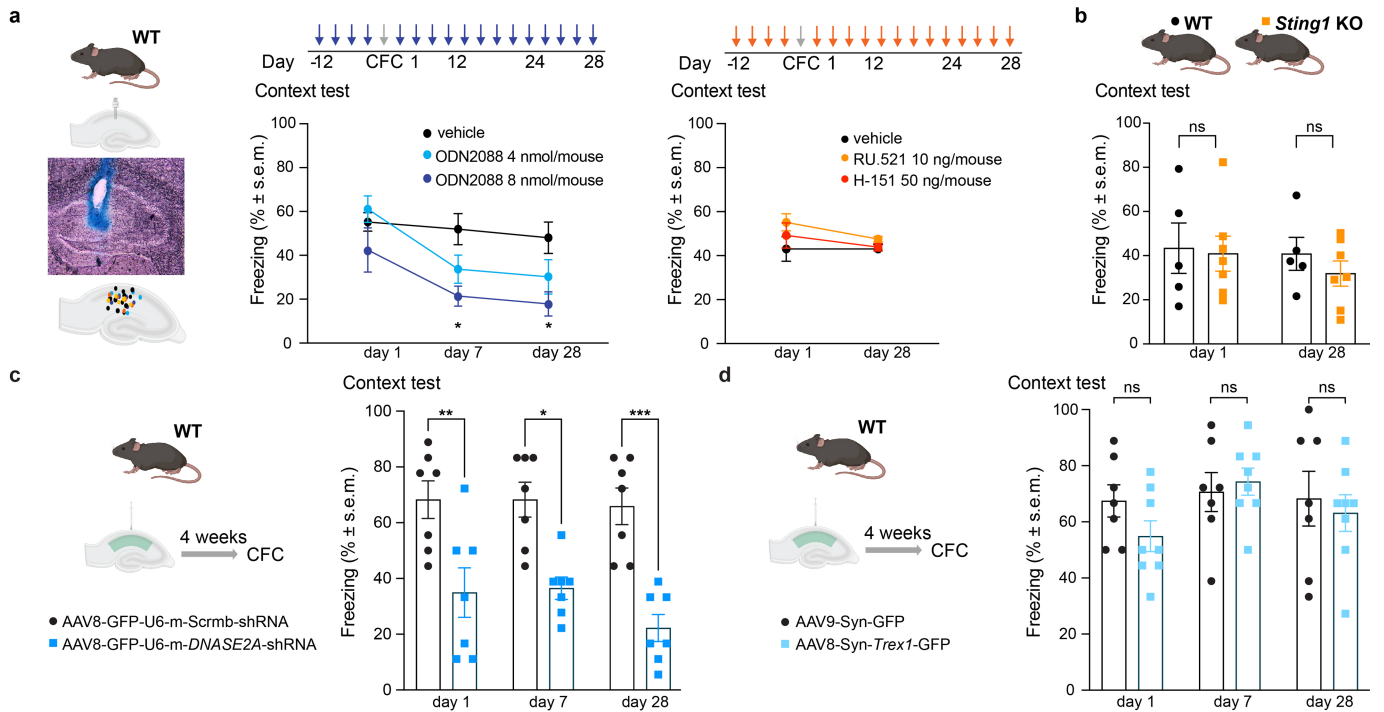 a
WT
Day
-12
CFC
1
12
24
28
Context test
Freezing (% ± s.e.m.)
100
80
60
40
20
0
vehicle
ODN2088 4 nmol/mouse
ODN2088 8 nmol/mouse
*
*
day 1
day 7
day 28
Day
-12
CFC
1
12
24
28
Context test
Freezing (% ± s.e.m.)
100
80
60
40
20
0
vehicle
RU.521 10 ng/mouse
H-151 50 ng/mouse
day 1
day 28
b
WT
Sting1 KO
Context test
Freezing (% ± s.e.m.)
100
80
60
40
20
0
ns
ns
day 1
day 28
c
WT
4 weeks
CFC
AAV8-GFP-U6-m-Scrmb-shRNA
AAV8-GFP-U6-m-DNASE2A-shRNA
Context test
Freezing (% ± s.e.m.)
100
80
60
40
20
0
**
*
***
day 1
day 7
day 28
d
WT
4 weeks
CFC
AAV9-Syn-GFP
AAV8-Syn-Trex1-GFP
Context test
Freezing (% ± s.e.m.)
100
80
60
40
20
0
ns
ns
ns
day 1
day 7
day 28